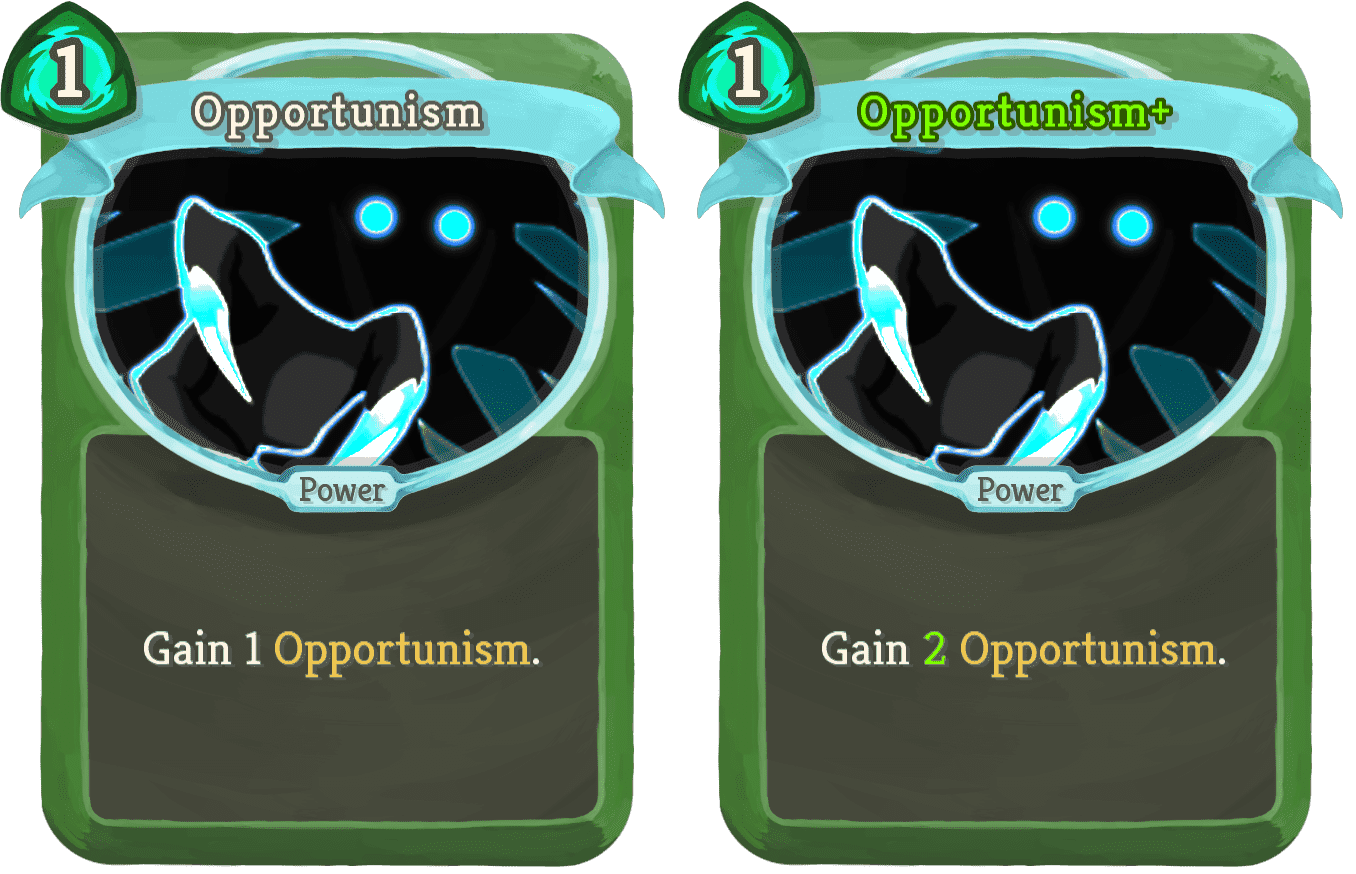 1
Opportunism
Power
Gain 1 Opportunism.
1
Opportunism+
Power
Gain 2 Opportunism.